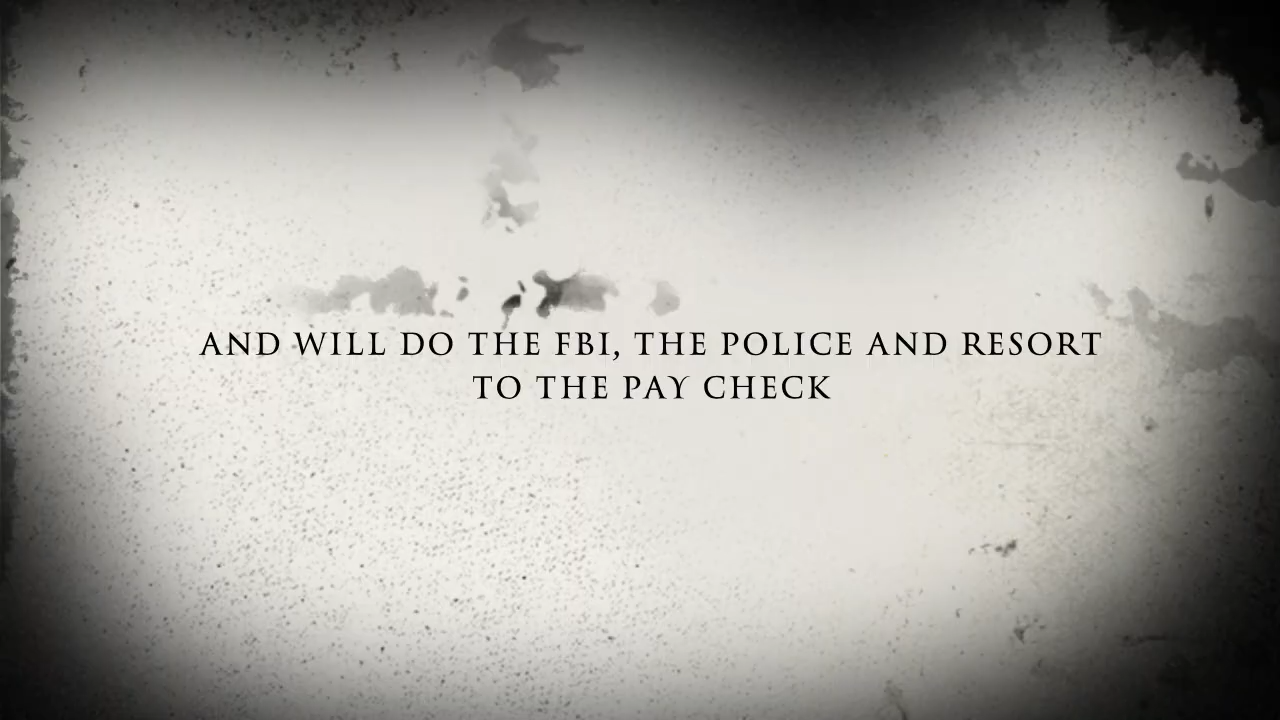 AND WILL DO THE FBI, THE POLICE AND RESORT
TO THE PAY CHECK